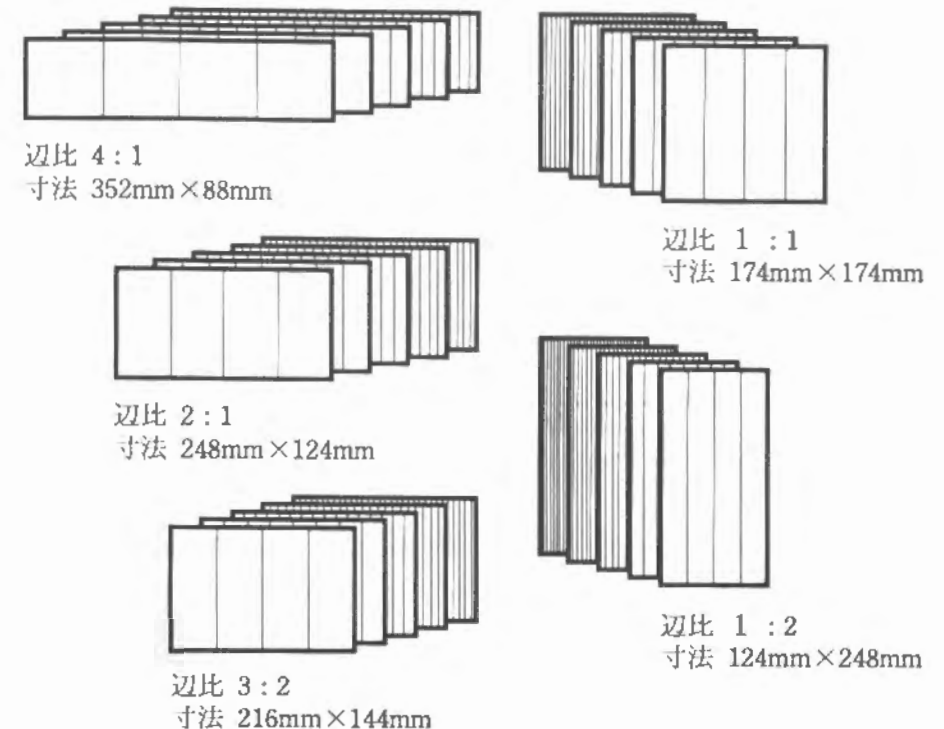 辺比 4：1
寸法 352mm×88mm
辺比 2：1
寸法 248mm×124mm
辺比 3：2
寸法 216mm×144mm
辺比 1：1
寸法 174mm×174mm
辺比 1：2
寸法 124mm×248mm